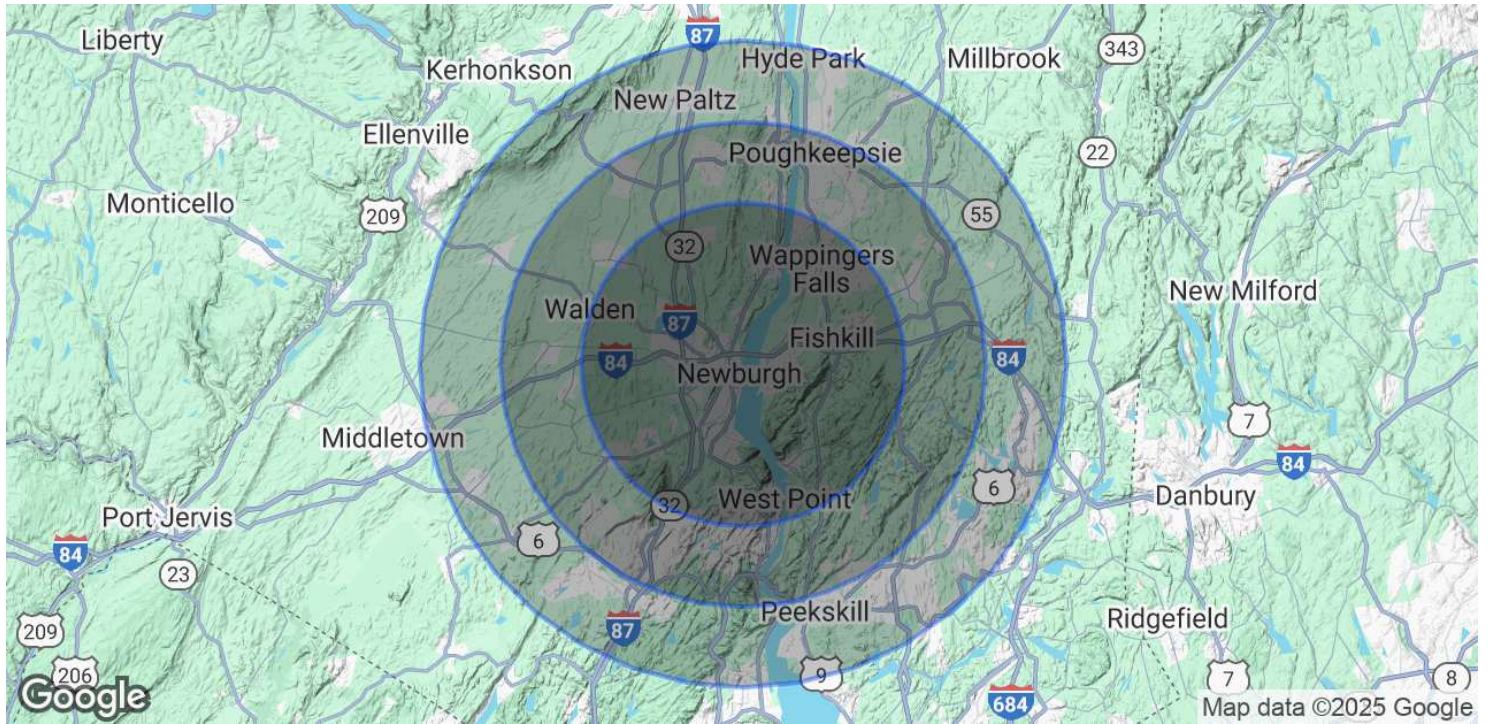 Liberty
87
Hyde Park
Millbrook
343
Kerhonkson
New Paltz
Ellenville
Poughkeepsie
22
Monticello
209
55
32
Wappingers
Falls
New Milford
Walden
87
Fishkill
84
84
Newburgh
7
Middletown
84
6
Danbury
West Point
32
Port Jervis
6
84
23
Peekskill
Ridgefield
209
87
206
9
7
8
684
Google
Map data ©2025 Google